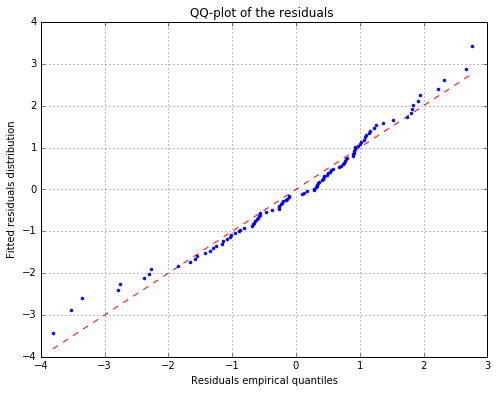 QQ-plot of the residuals
4
3
2
1
0
−1
−2
−3
−4
Fitted residuals distribution
−4 −3 −2 −1 0 1 2 3
Residuals empirical quantiles